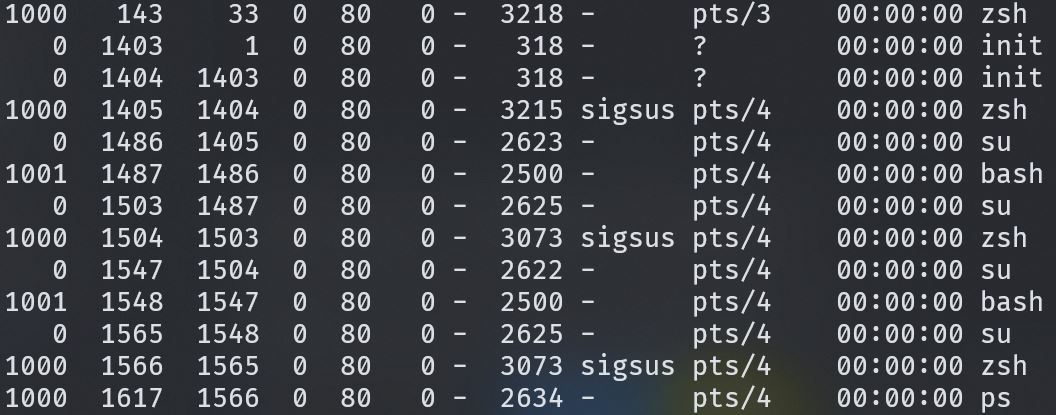 1000 143 33 0 80 0 - 3218 - pts/3 00:00:00 zsh
0 1403 1 0 80 0 - 318 - ? 00:00:00 init
0 1404 1403 0 80 0 - 318 - ? 00:00:00 init
1000 1405 1404 0 80 0 - 3215 sigsus pts/4 00:00:00 zsh
0 1486 1405 0 80 0 - 2623 - pts/4 00:00:00 su
1001 1487 1486 0 80 0 - 2500 - pts/4 00:00:00 bash
0 1503 1487 0 80 0 - 2625 - pts/4 00:00:00 su
1000 1504 1503 0 80 0 - 3073 sigsus pts/4 00:00:00 zsh
0 1547 1504 0 80 0 - 2622 - pts/4 00:00:00 su
1001 1548 1547 0 80 0 - 2500 - pts/4 00:00:00 bash
0 1565 1548 0 80 0 - 2625 - pts/4 00:00:00 su
1000 1566 1565 0 80 0 - 3073 sigsus pts/4 00:00:00 zsh
1000 1617 1566 0 80 0 - 2634 - pts/4 00:00:00 ps